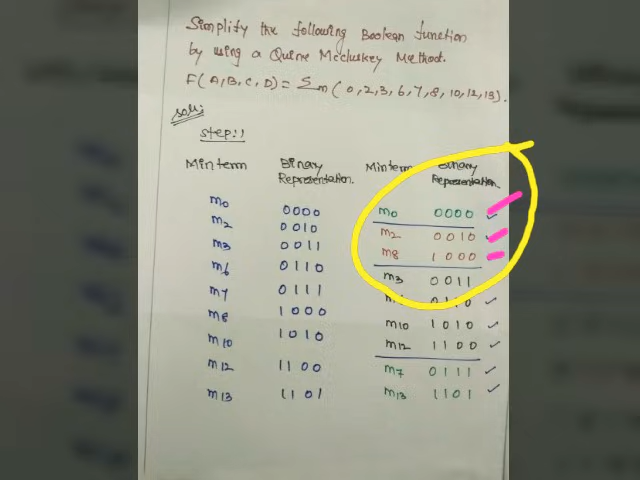 Simplify the following Boolean function
by using a Quine Mccluskey Method.
F(A,B,C,D) = Σm(0,2,3,6,7,8,10,12,13).
Soln:
Step:1
Minterm Binary Representation. Minterm Binary Representation.
m0 0000 m0 0000 ✓
m2 0010 m2 0010 ✓
m3 0011 m8 1000
m6 0110 m3 0011
m7 0111 0110 ✓
m8 1000 m10 1010 ✓
m10 1010 m12 1100 ✓
m12 1100 m7 0111 ✓
m13 1101 m13 1101 ✓